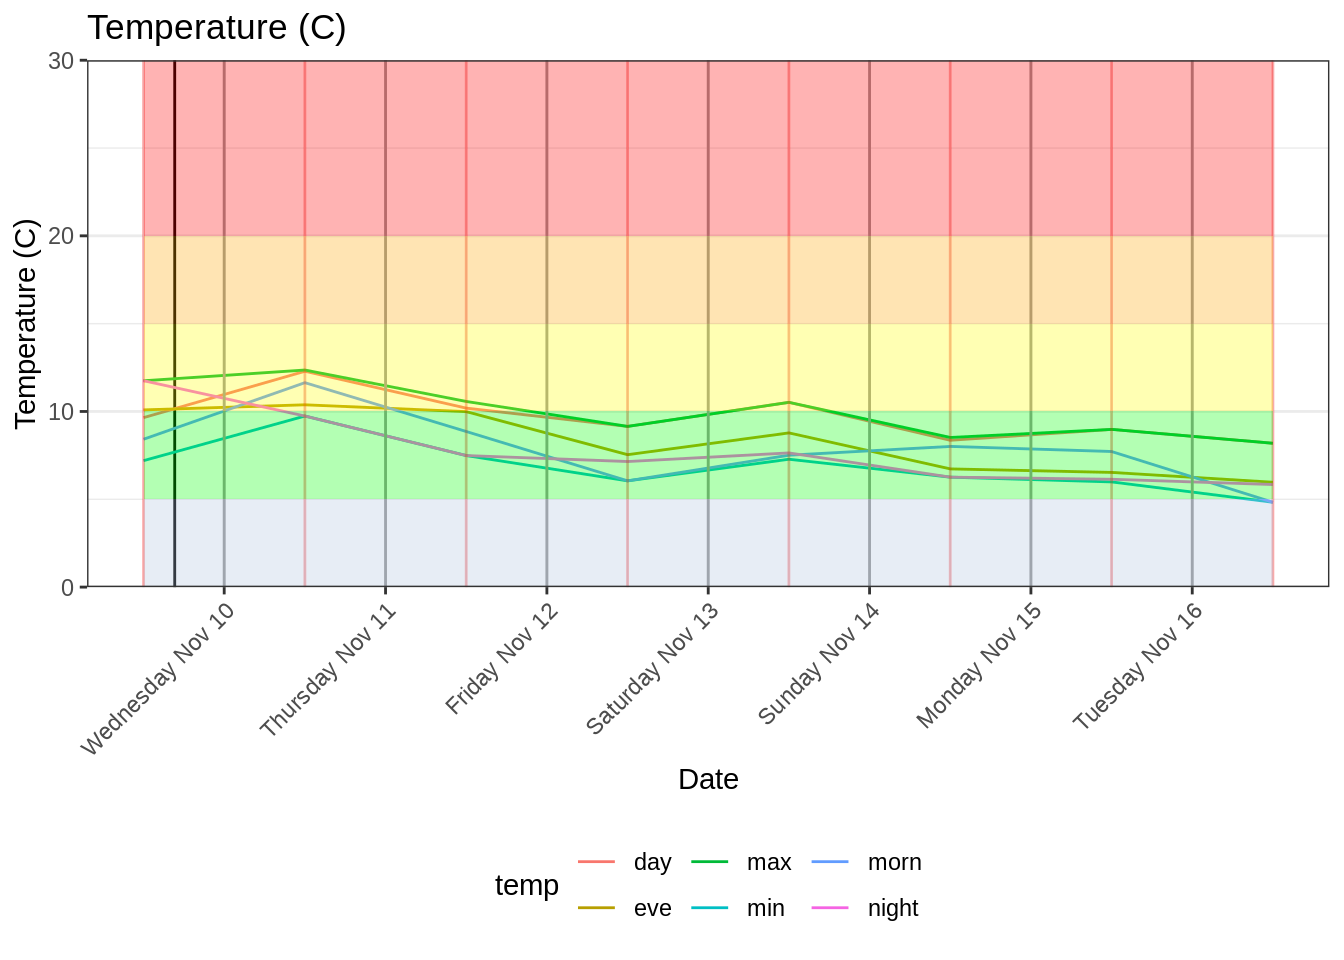 Temperature (C)
Temperature (C)
30
20
10
0
Wednesday Nov 10
Thursday Nov 11
Friday Nov 12
Saturday Nov 13
Sunday Nov 14
Monday Nov 15
Tuesday Nov 16
Date
temp
day
max
morn
eve
min
night